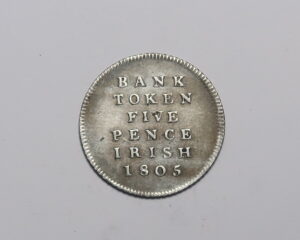 BANK
TOKEN
FIVE
PENCE
IRISH
1805